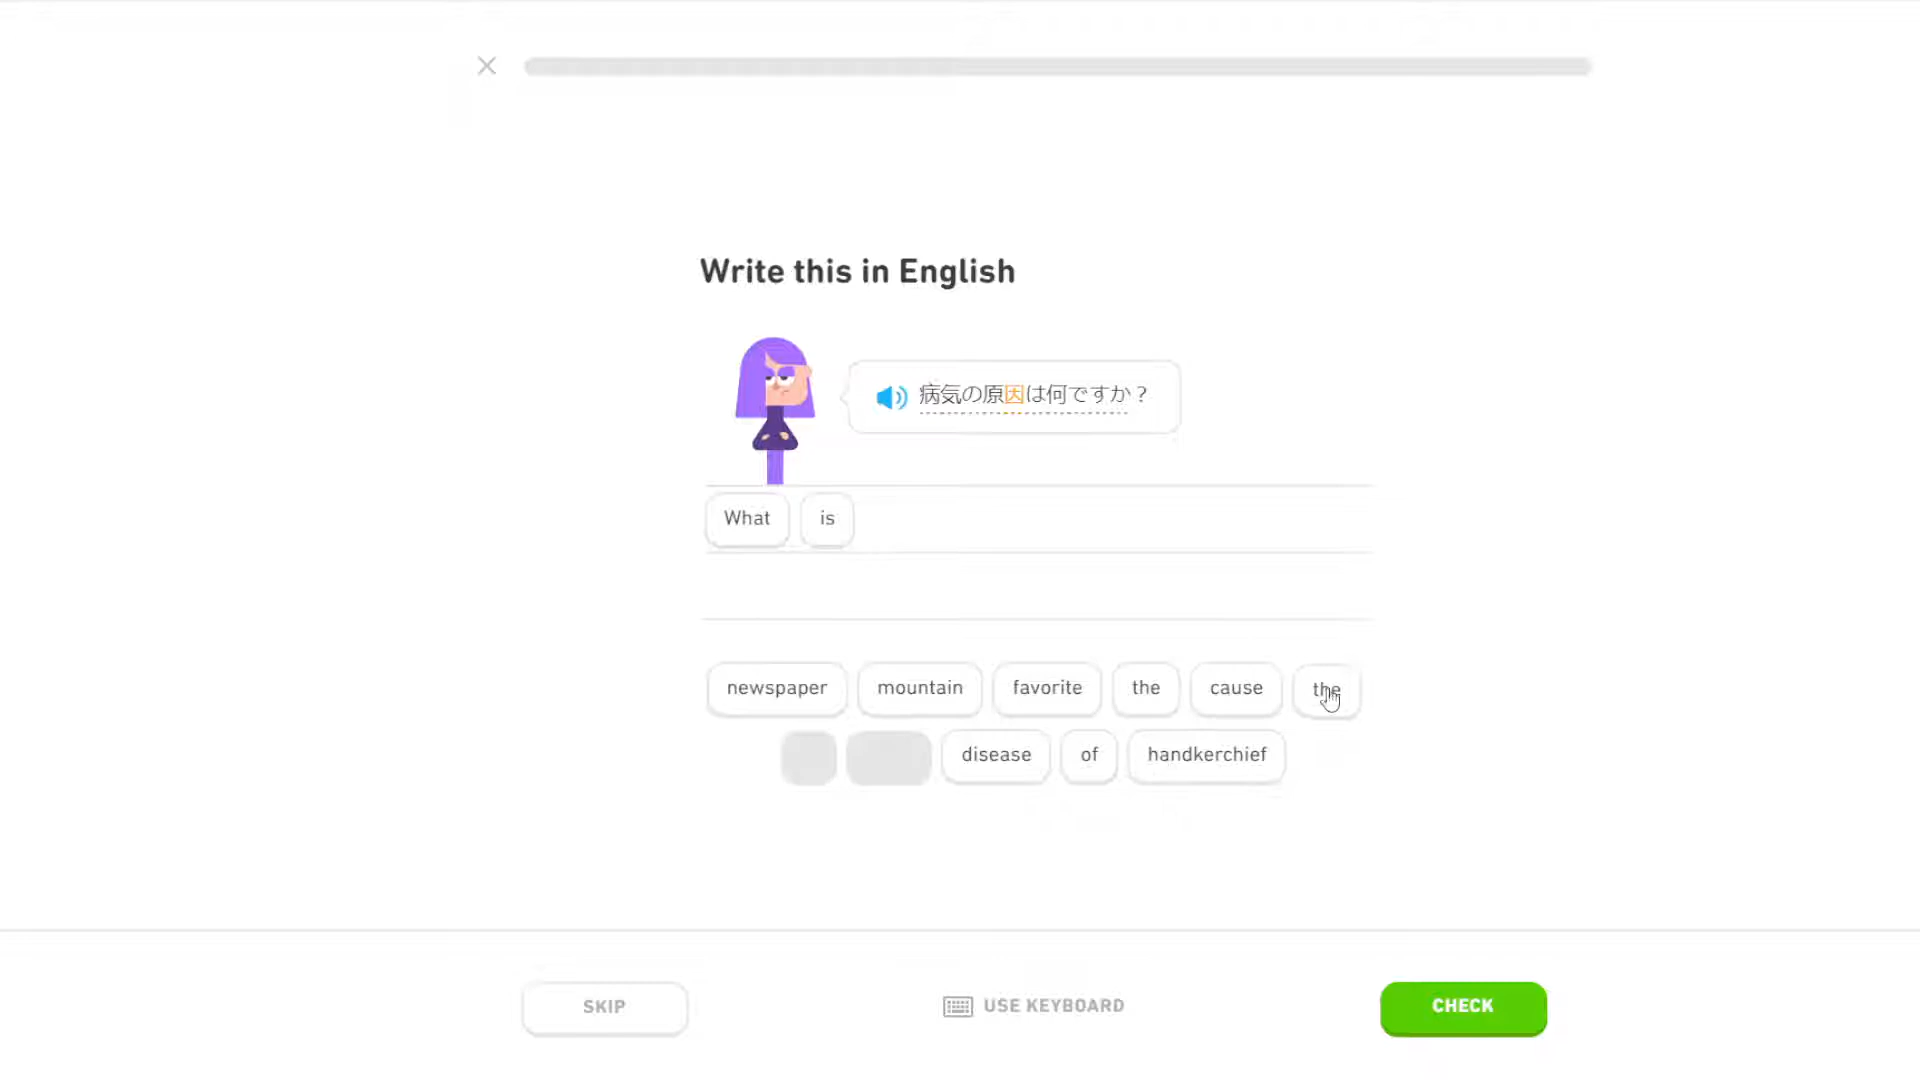 Write this in English
病気の原因は何ですか？
What is
newspaper mountain favorite the cause the
disease of handkerchief
SKIP USE KEYBOARD CHECK